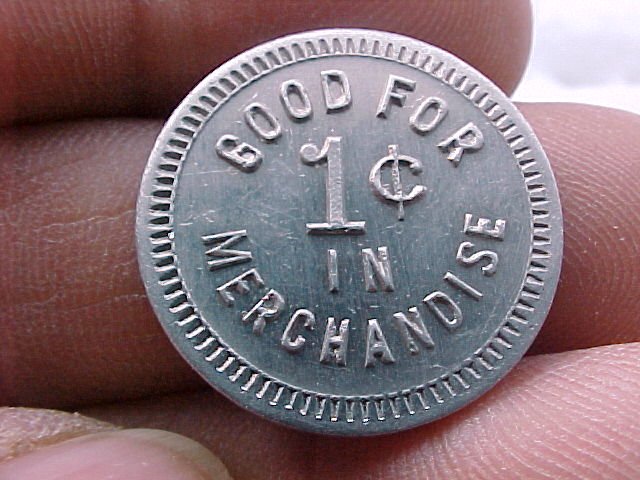 GOOD FOR
1¢
IN
MERCHANDISE